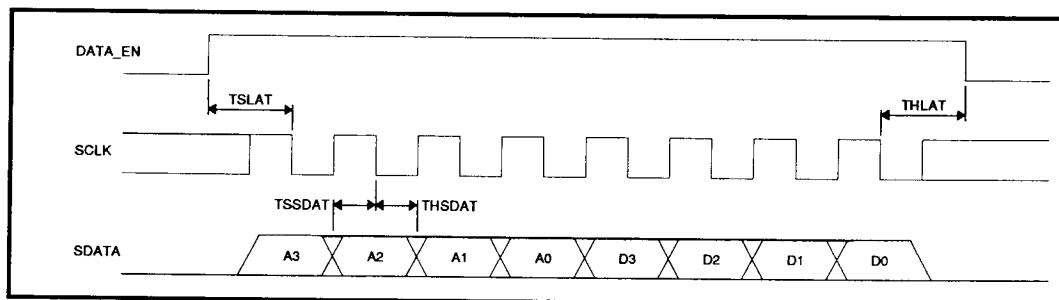 DATA_EN
TSLAT
THLAT
SCLK
TSSDAT THSDAT
SDATA
A3 A2 A1 A0 D3 D2 D1 D0